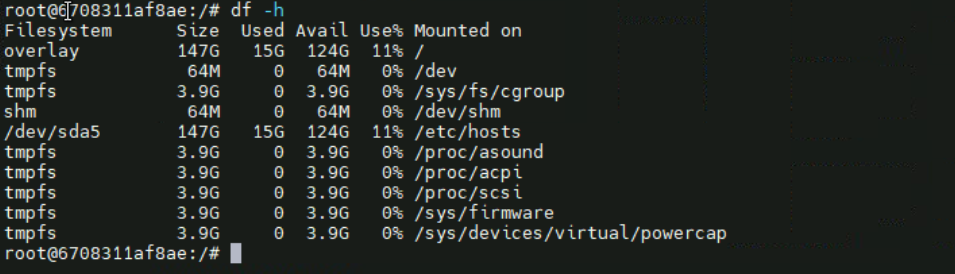 root@6708311af8ae:/# df -h
Filesystem      Size  Used Avail Use% Mounted on
overlay         147G   15G  124G  11% /
tmpfs            64M     0   64M   0% /dev
tmpfs           3.9G     0  3.9G   0% /sys/fs/cgroup
shm              64M     0   64M   0% /dev/shm
/dev/sda5       147G   15G  124G  11% /etc/hosts
tmpfs           3.9G     0  3.9G   0% /proc/asound
tmpfs           3.9G     0  3.9G   0% /proc/acpi
tmpfs           3.9G     0  3.9G   0% /proc/scsi
tmpfs           3.9G     0  3.9G   0% /sys/firmware
tmpfs           3.9G     0  3.9G   0% /sys/devices/virtual/powercap
root@6708311af8ae:/#